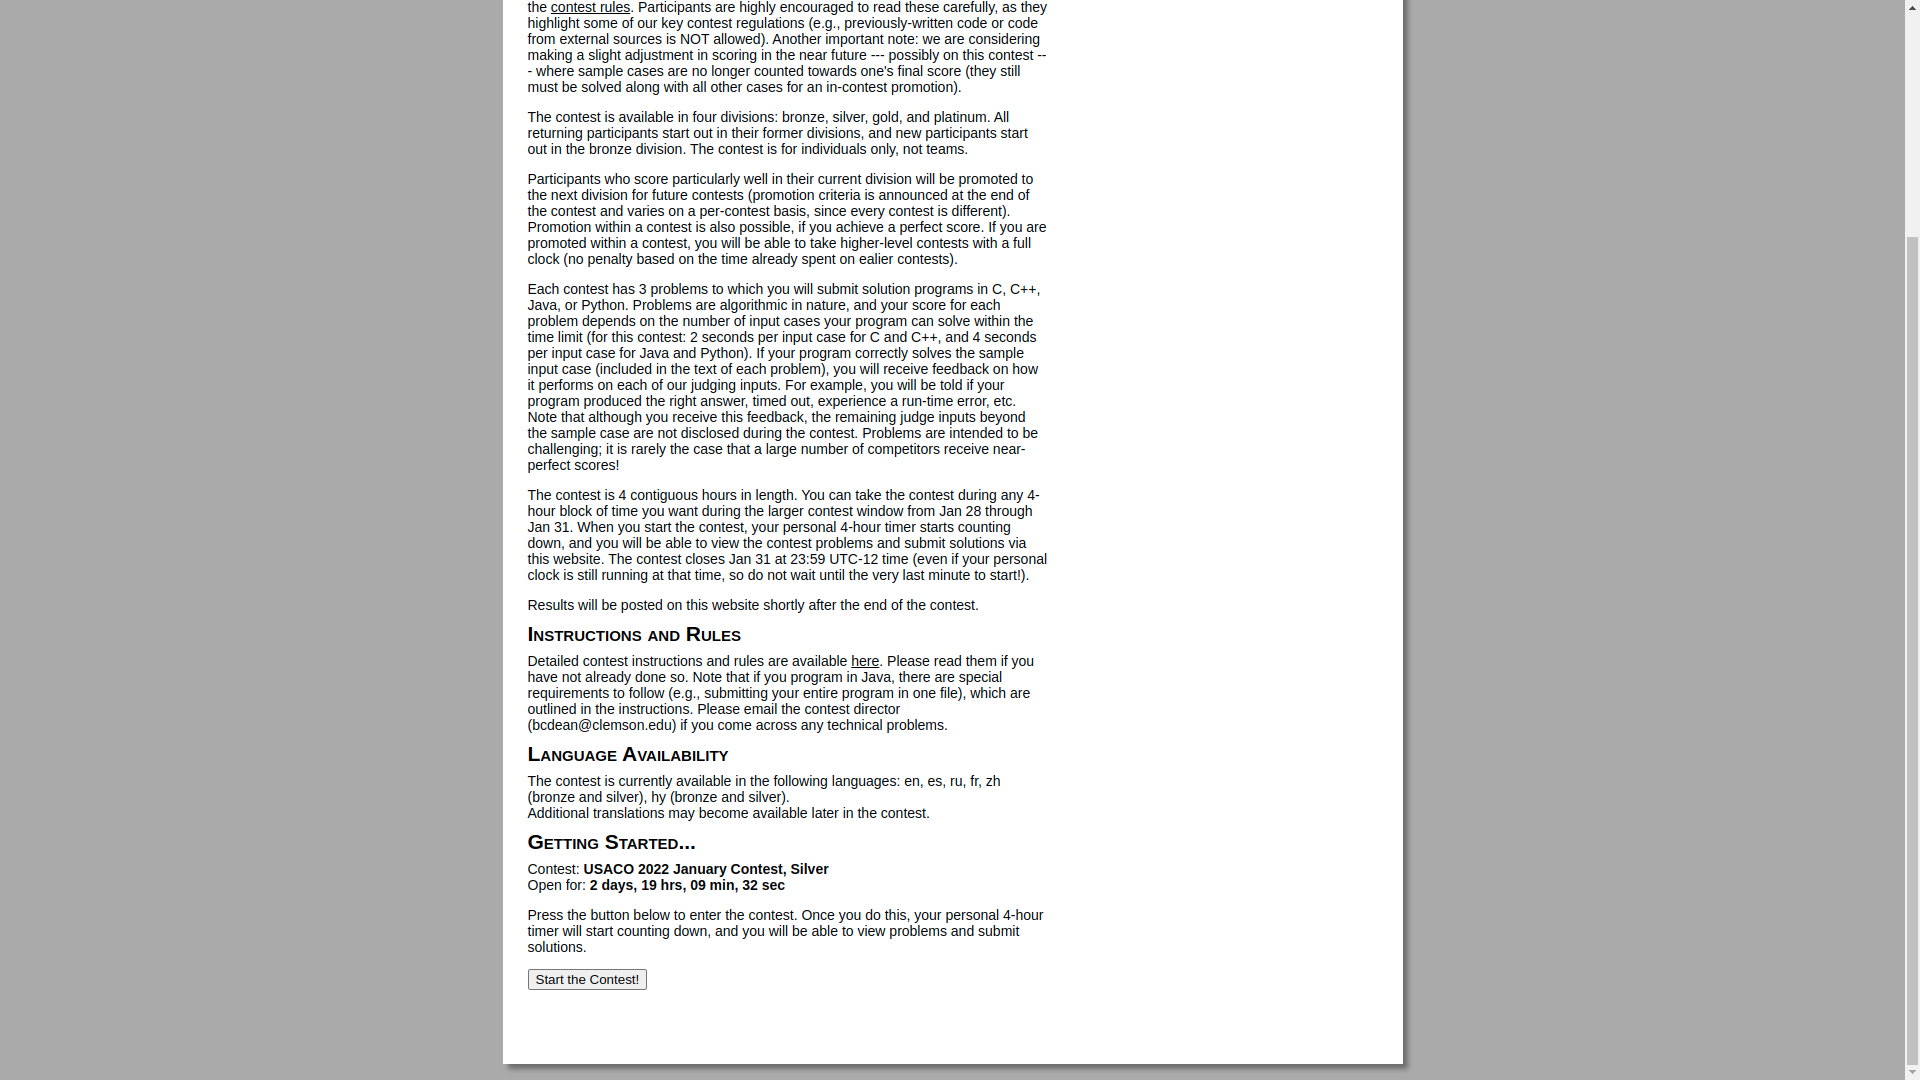 the contest rules. Participants are highly encouraged to read these carefully, as they
highlight some of our key contest regulations (e.g., previously-written code or code
from external sources is NOT allowed). Another important note: we are considering
making a slight adjustment in scoring in the near future --- possibly on this contest --
- where sample cases are no longer counted towards one's final score (they still
must be solved along with all other cases for an in-contest promotion).
The contest is available in four divisions: bronze, silver, gold, and platinum. All
returning participants start out in their former divisions, and new participants start
out in the bronze division. The contest is for individuals only, not teams.
Participants who score particularly well in their current division will be promoted to
the next division for future contests (promotion criteria is announced at the end of
the contest and varies on a per-contest basis, since every contest is different).
Promotion within a contest is also possible, if you achieve a perfect score. If you are
promoted within a contest, you will be able to take higher-level contests with a full
clock (no penalty based on the time already spent on ealier contests).
Each contest has 3 problems to which you will submit solution programs in C, C++,
Java, or Python. Problems are algorithmic in nature, and your score for each
problem depends on the number of input cases your program can solve within the
time limit (for this contest: 2 seconds per input case for C and C++, and 4 seconds
per input case for Java and Python). If your program correctly solves the sample
input case (included in the text of each problem), you will receive feedback on how
it performs on each of our judging inputs. For example, you will be told if your
program produced the right answer, timed out, experience a run-time error, etc.
Note that although you receive this feedback, the remaining judge inputs beyond
the sample case are not disclosed during the contest. Problems are intended to be
challenging; it is rarely the case that a large number of competitors receive near-
perfect scores!
The contest is 4 contiguous hours in length. You can take the contest during any 4-
hour block of time you want during the larger contest window from Jan 28 through
Jan 31. When you start the contest, your personal 4-hour timer starts counting
down, and you will be able to view the contest problems and submit solutions via
this website. The contest closes Jan 31 at 23:59 UTC-12 time (even if your personal
clock is still running at that time, so do not wait until the very last minute to start!).
Results will be posted on this website shortly after the end of the contest.
Instructions and Rules
Detailed contest instructions and rules are available here. Please read them if you
have not already done so. Note that if you program in Java, there are special
requirements to follow (e.g., submitting your entire program in one file), which are
outlined in the instructions. Please email the contest director
(bcdean@clemson.edu) if you come across any technical problems.
Language Availability
The contest is currently available in the following languages: en, es, ru, fr, zh
(bronze and silver), hy (bronze and silver).
Additional translations may become available later in the contest.
Getting Started...
Contest: USACO 2022 January Contest, Silver
Open for: 2 days, 19 hrs, 09 min, 32 sec
Press the button below to enter the contest. Once you do this, your personal 4-hour
timer will start counting down, and you will be able to view problems and submit
solutions.
Start the Contest!